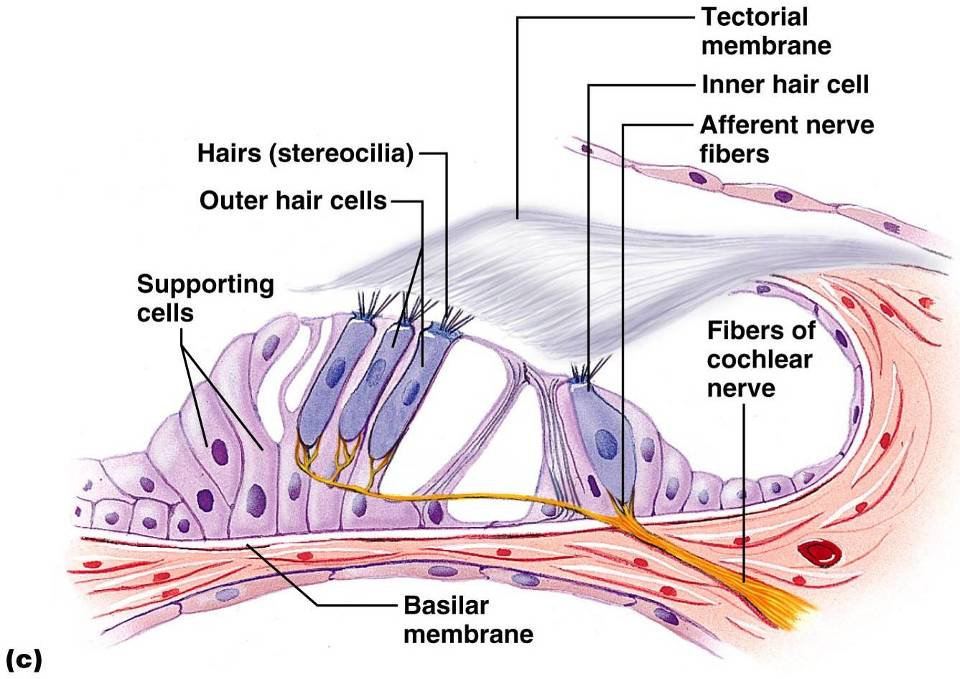 Tectorial
membrane
Inner hair cell
Afferent nerve
fibers
Hairs (stereocilia)
Outer hair cells
Supporting
cells
Fibers of
cochlear
nerve
Basilar
membrane
(c)